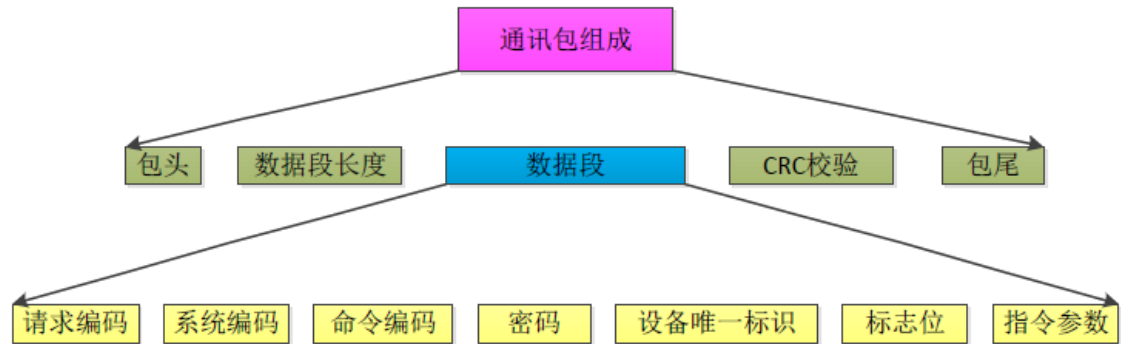 通讯包组成
包头
数据段长度
数据段
CRC校验
包尾
请求编码
系统编码
命令编码
密码
设备唯一标识
标志位
指令参数